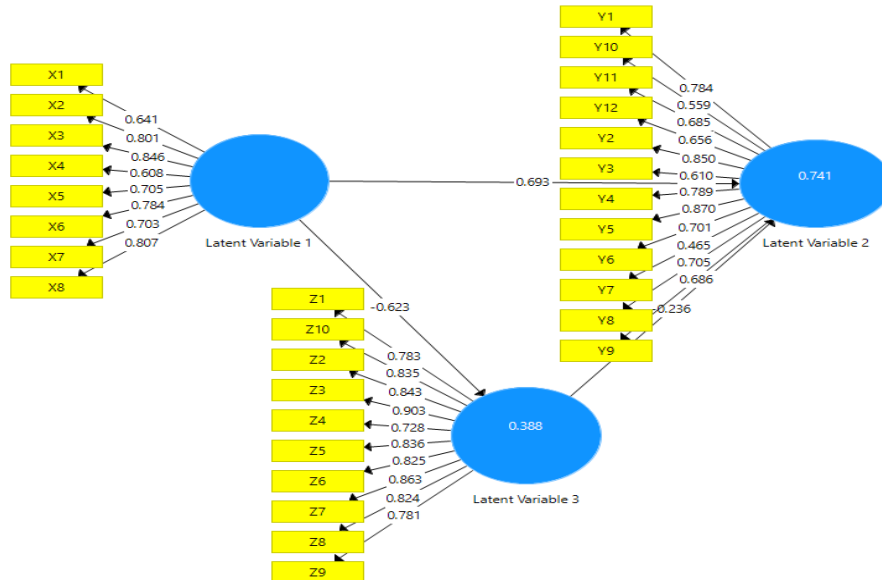 X1
X2
X3
X4
X5
X6
X7
X8
0.641
0.801
0.846
0.608
0.705
0.784
0.703
0.807
Latent Variable 1
0.693
-0.623
Y1
Y10
Y11
Y12
Y2
Y3
Y4
Y5
Y6
Y7
Y8
Y9
0.784
0.559
0.685
0.656
0.850
0.610
0.789
0.870
0.701
0.465
0.705
0.686
-0.236
0.741
Latent Variable 2
Z1
Z10
Z2
Z3
Z4
Z5
Z6
Z7
Z8
Z9
0.783
0.835
0.843
0.903
0.728
0.836
0.825
0.863
0.824
0.781
0.388
Latent Variable 3